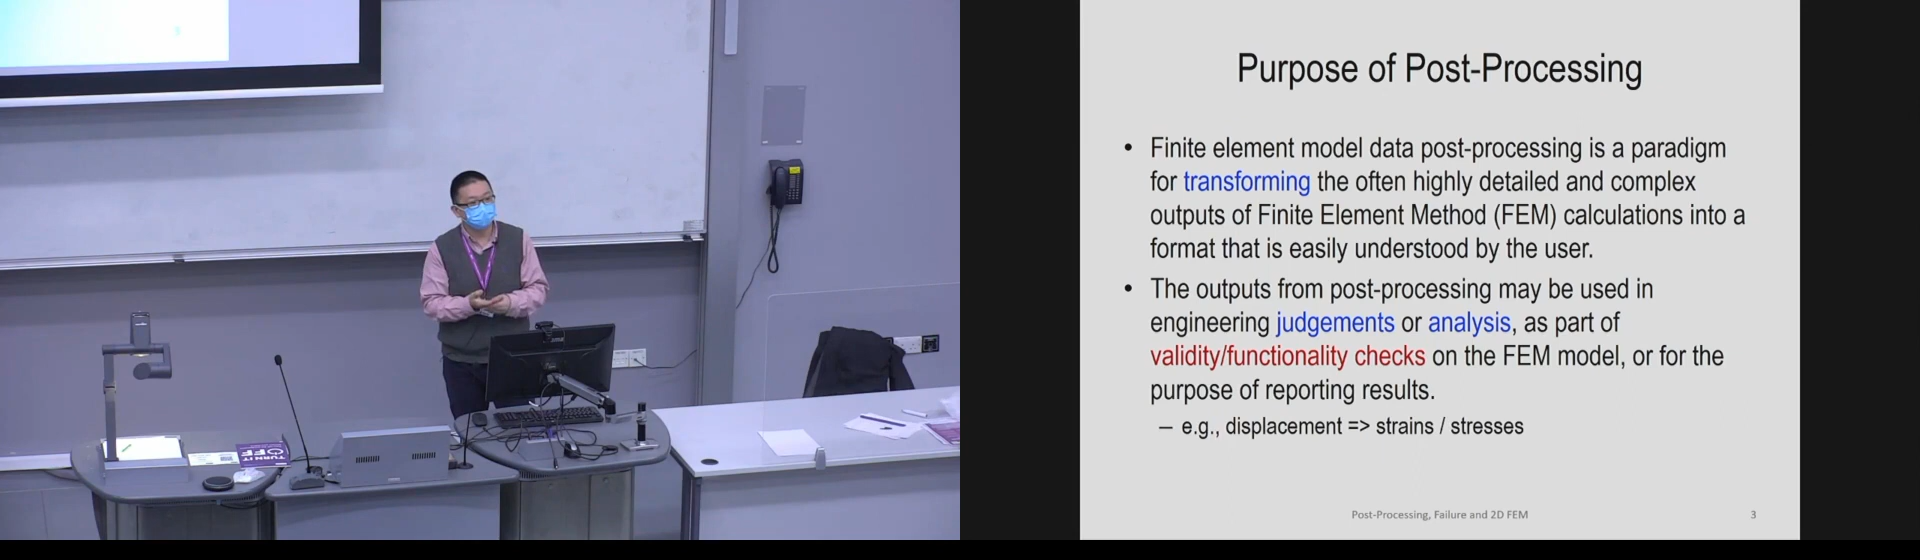 TURN IT
OFF
Purpose of Post-Processing
• Finite element model data post-processing is a paradigm
for transforming the often highly detailed and complex
outputs of Finite Element Method (FEM) calculations into a
format that is easily understood by the user.
• The outputs from post-processing may be used in
engineering judgements or analysis, as part of
validity/functionality checks on the FEM model, or for the
purpose of reporting results.
– e.g., displacement => strains / stresses
Post-Processing, Failure and 2D FEM
3